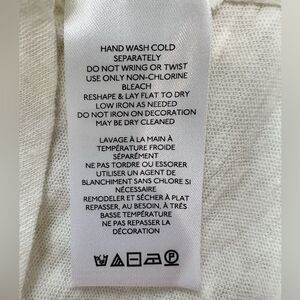 HAND WASH COLD
SEPARATELY
DO NOT WRING OR TWIST
USE ONLY NON-CHLORINE
BLEACH
RESHAPE & LAY FLAT TO DRY
LOW IRON AS NEEDED
DO NOT IRON ON DECORATION
MAY BE DRY CLEANED
LAVAGE À LA MAIN À
TEMPÉRATURE FROIDE
SÉPARÉMENT
NE PAS TORDRE OU ESSORER
UTILISER UN AGENT DE
BLANCHIMENT SANS CHLORE SI
NÉCESSAIRE
REMODELER ET SÉCHER À PLAT
REPASSER, AU BESOIN, À TRÈS
BASSE TEMPÉRATURE
NE PAS REPASSER LA
DÉCORATION